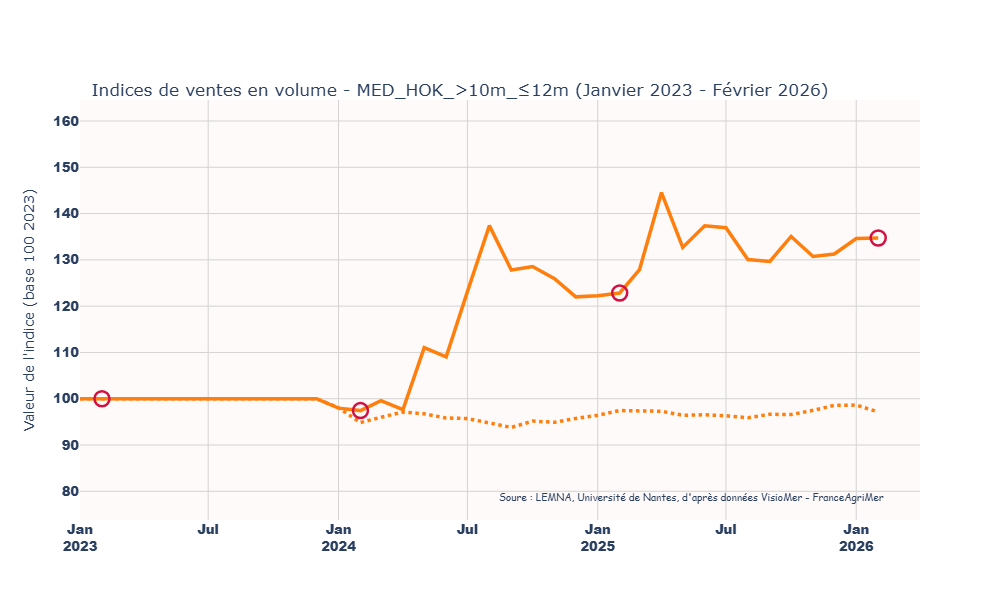 Indices de ventes en volume - MED_HOK_>10m_≤12m (Janvier 2023 - Février 2026)
Valeur de l'indice (base 100 2023)
160
150
140
130
120
110
100
90
80
Soure : LEMNA, Université de Nantes, d'après données VisioMer - FranceAgriMer
Jan
2023
Jul
Jan
2024
Jul
Jan
2025
Jul
Jan
2026